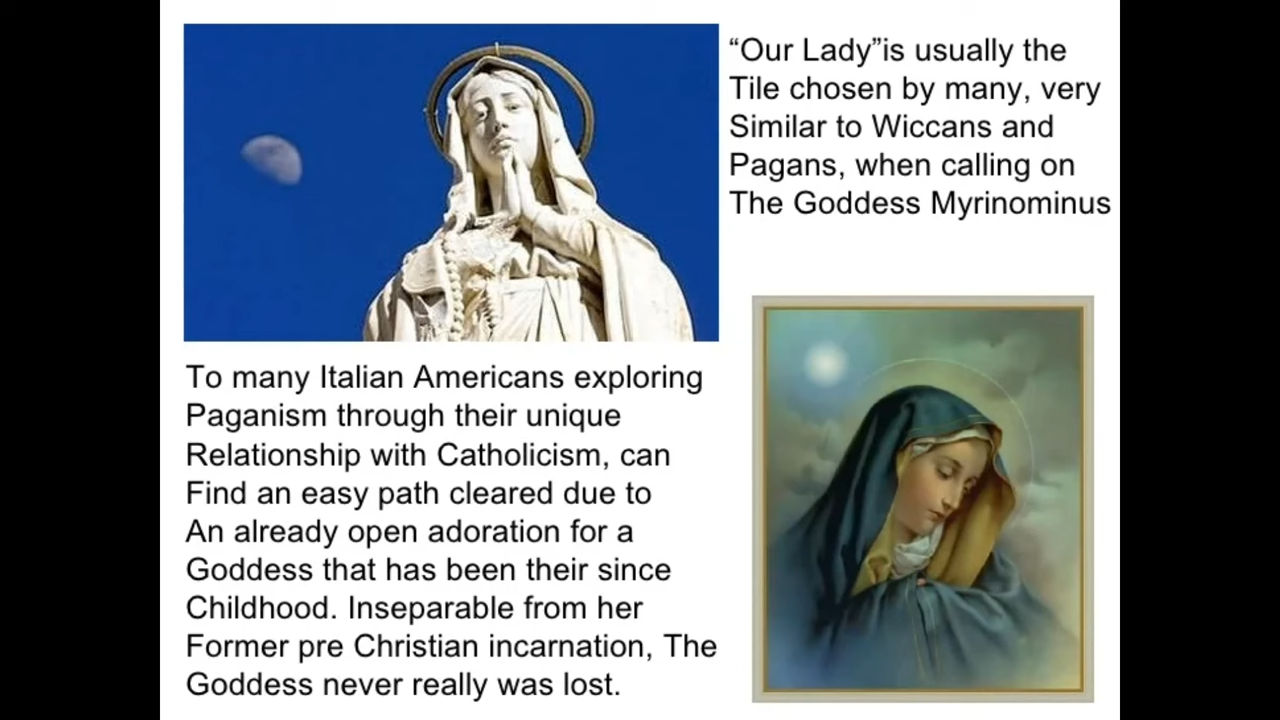 “Our Lady”is usually the
Tile chosen by many, very
Similar to Wiccans and
Pagans, when calling on
The Goddess Myrinominus
To many Italian Americans exploring
Paganism through their unique
Relationship with Catholicism, can
Find an easy path cleared due to
An already open adoration for a
Goddess that has been their since
Childhood. Inseparable from her
Former pre Christian incarnation, The
Goddess never really was lost.